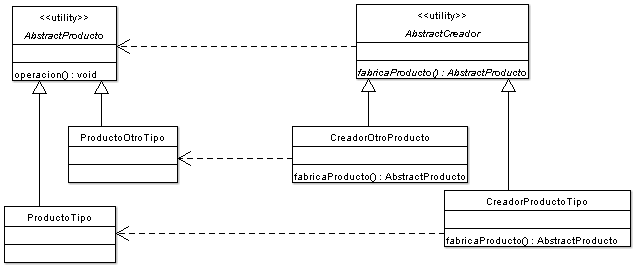 <<utility>>
AbstractProducto
operacion() : void
<<utility>>
AbstractCreador
fabricaProducto() : AbstractProducto
ProductoOtroTipo
CreadorOtroProducto
fabricaProducto() : AbstractProducto
ProductoTipo
CreadorProductoTipo
fabricaProducto() : AbstractProducto